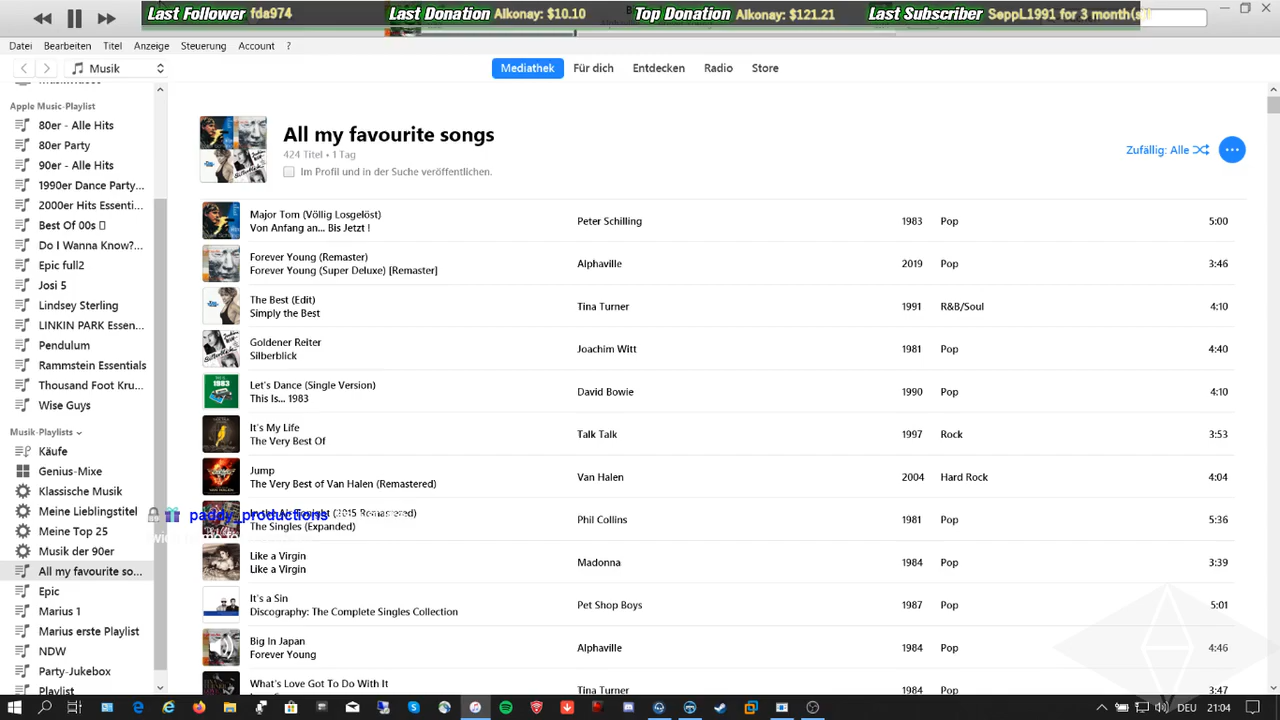 Last Follower fda974 Last Donation Alkonay: $10.10 Top Donation Alkonay: $121.21 Last Subscriber SeppL1991 for 3 month(s)
Datei Bearbeiten Titel Anzeige Steuerung Account ?
Musik
Mediathek Für dich Entdecken Radio Store
Apple Music-Playlist
80er - Alle Hits
80er Party
90er - Alle Hits
1990er Dance Party...
2000er Hits Essenti...
Best Of 00s
Do I Wanna Know?...
Epic full2
Josi 5
Lindsey Sterling
LINKIN PARK Essen...
Pendulum
Rammstein Essentials
Thousand Foot Kru...
Wise Guys
Musik-Playlists
Käufe
Genius-Mixe
Klassische Musik
Meine Lieblingstitel
Meine Top 25
Musik der 90er
All my favourite so...
Epic
Marius 1
Marius erste Playlist
NDW
Party-Jukebox
Playlist
All my favourite songs
424 Titel • 1 Tag
Im Profil und in der Suche veröffentlichen.
Zufällig: Alle
Major Tom (Völlig Losgelöst)
Von Anfang an... Bis Jetzt !
Peter Schilling 1983 Pop 5:00
Forever Young (Remaster)
Forever Young (Super Deluxe) [Remaster]
Alphaville 2019 Pop 3:46
The Best (Edit)
Simply the Best
Tina Turner 1991 R&B/Soul 4:10
Goldener Reiter
Silberblick
Joachim Witt 1981 Pop 4:40
Let's Dance (Single Version)
This Is... 1983
David Bowie 1990 Pop 4:10
It's My Life
The Very Best Of
Talk Talk 1997 Rock 3:53
Jump
The Very Best of Van Halen (Remastered)
Van Halen 2004 Hard Rock 4:04
In the Air Tonight (2015 Remastered)
The Singles (Expanded)
Phil Collins 1981 Pop 5:36
paddy_productions
Like a Virgin
Like a Virgin
Madonna 1984 Pop 3:39
It's a Sin
Discography: The Complete Singles Collection
Pet Shop Boys 1987 Pop 5:01
Big In Japan
Forever Young
Alphaville 1984 Pop 4:46
What's Love Got To Do With It
Tina Turner 1984 Pop 3:47
DEU 21:04